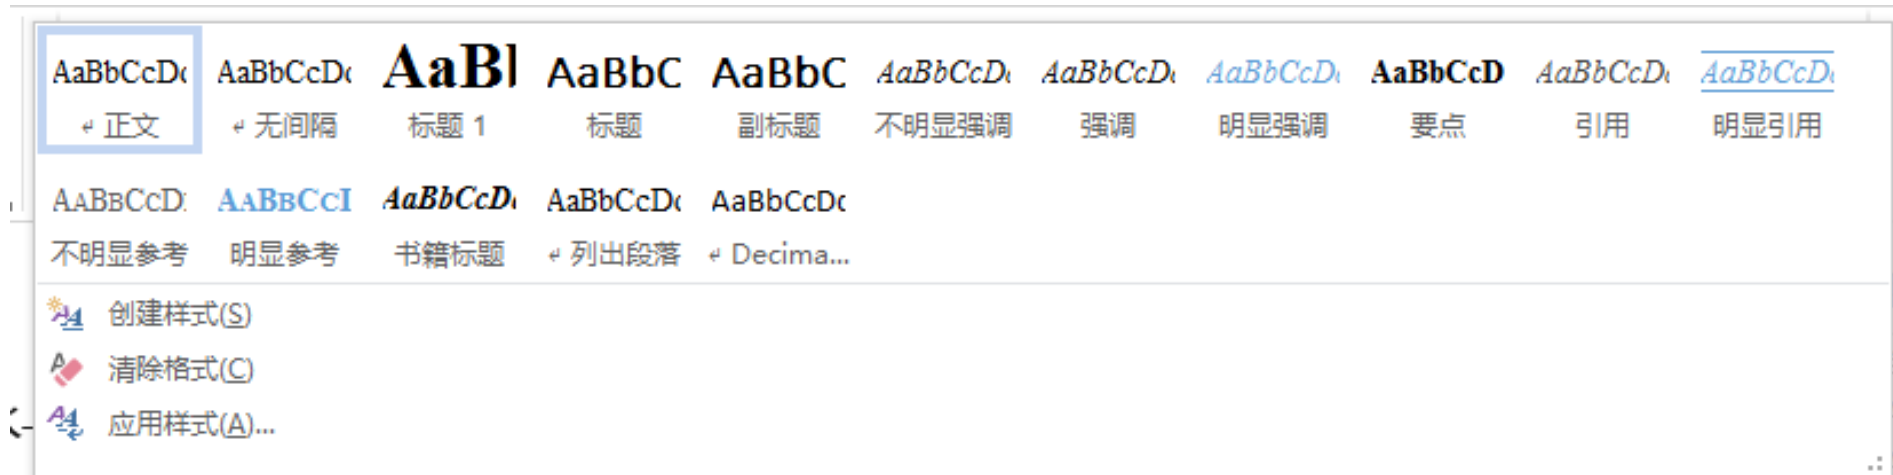 AaBbCcDc AaBbCcDc AaBl AaBbC AaBbC AaBbCcDc AaBbCcDc AaBbCcDc AaBbCcD AaBbCcDc AaBbCcDc
↵ 正文 ↵ 无间隔 标题 1 标题 副标题 不明显强调 强调 明显强调 要点 引用 明显引用
AaBbCcD AaBbCcI AaBbCcDc AaBbCcDc AaBbCcDc
不明显参考 明显参考 书籍标题 ↵ 列出段落 ↵ Decima...
创建样式(S)
清除格式(C)
应用样式(A)...